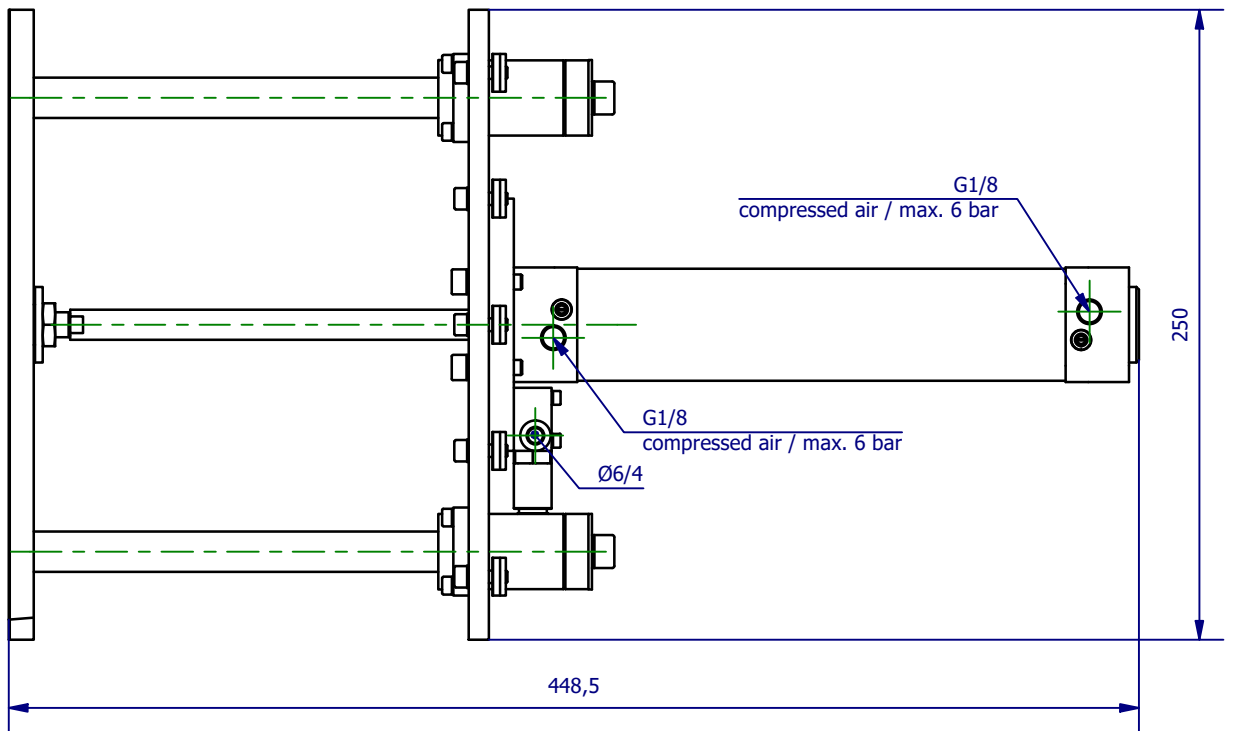 G1/8
compressed air / max. 6 bar
250
G1/8
compressed air / max. 6 bar
Ø6/4
448,5